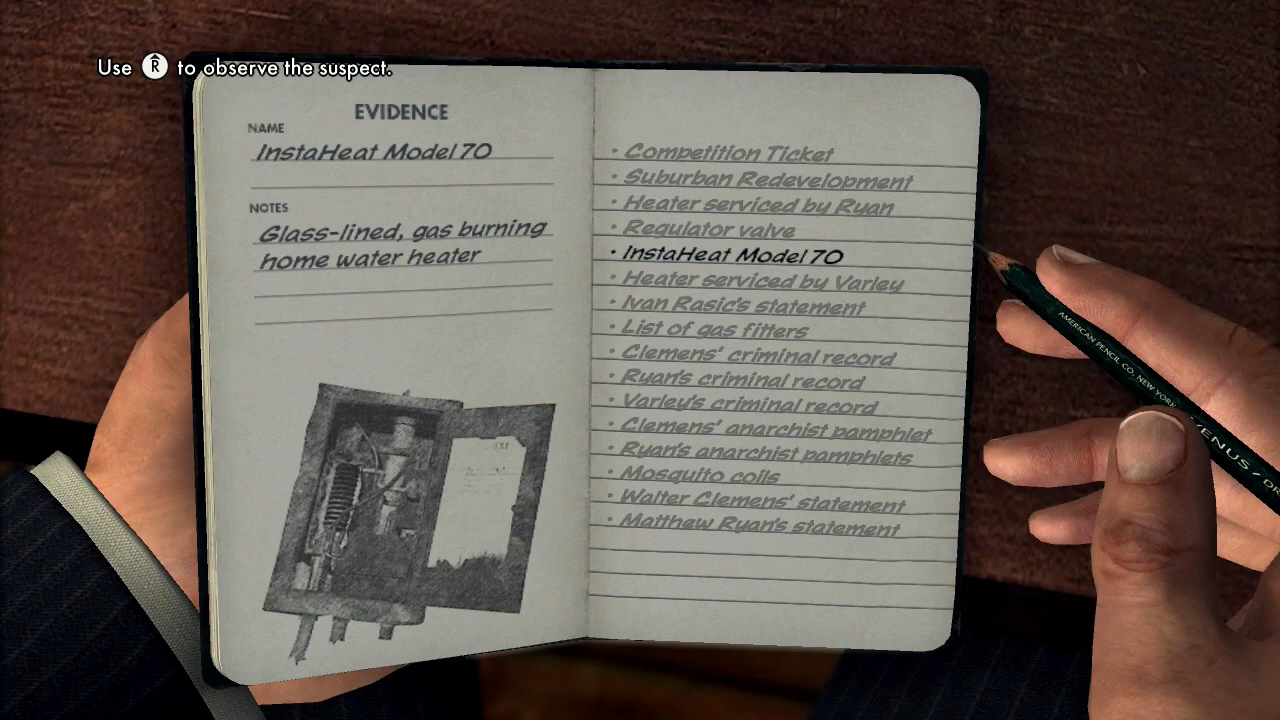 Use R to observe the suspect.
EVIDENCE
NAME
InstaHeat Model 70
NOTES
Glass-lined, gas burning
home water heater
• Competition Ticket
• Suburban Redevelopment
• Heater serviced by Ryan
• Regulator valve
• InstaHeat Model 70
• Heater serviced by Varley
• Ivan Rasic's statement
• List of gas fitters
• Clemens' criminal record
• Ryan's criminal record
• Varley's criminal record
• Clemens' anarchist pamphlet
• Ryan's anarchist pamphlets
• Mosquito coils
• Walter Clemens' statement
• Matthew Ryan's statement
AMERICAN PENCIL CO. NEW YORK
VENUS / DR